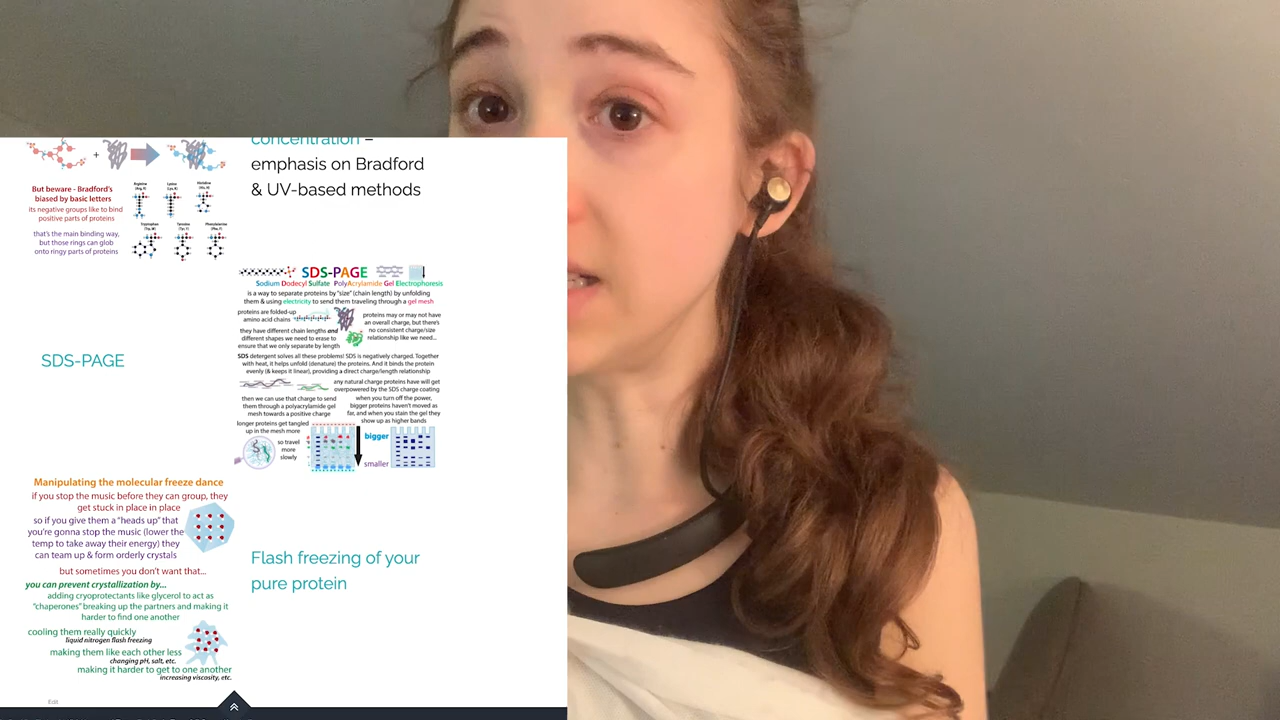 concentration –
emphasis on Bradford
& UV-based methods
+
But beware - Bradford's
biased by basic letters
its negative groups like to bind
positive parts of proteins
that's the main binding way,
but those rings can glob
onto ringy parts of proteins
Arginine
(Arg, R)
Lysine
(Lys, K)
Histidine
(His, H)
Tryptophan
(Trp, W)
Tyrosine
(Tyr, Y)
Phenylalanine
(Phe, F)
SDS-PAGE
SDS-PAGE
Sodium Dodecyl Sulfate PolyAcrylamide Gel Electrophoresis
is a way to separate proteins by "size" (chain length) by unfolding
them & using electricity to send them traveling through a gel mesh
proteins are folded-up
amino acid chains
proteins may or may not have
an overall charge, but there's
no consistent charge/size
relationship like we need...
they have different chain lengths and
different shapes we need to erase to
ensure that we only separate by length
SDS detergent solves all these problems! SDS is negatively charged. Together
with heat, it helps unfold (denature) the proteins. And it binds the protein
evenly (& keeps it linear), providing a direct charge/length relationship
any natural charge proteins have will get
overpowered by the SDS charge coating
then we can use that charge to send
them through a polyacrylamide gel
mesh towards a positive charge
when you turn off the power,
bigger proteins haven't moved as
far, and when you stain the gel they
show up as higher bands
longer proteins get tangled
up in the mesh more
so travel
more
slowly
bigger
smaller
Manipulating the molecular freeze dance
if you stop the music before they can group, they
get stuck in place in place
so if you give them a "heads up" that
you're gonna stop the music (lower the
temp to take away their energy) they
can team up & form orderly crystals
but sometimes you don't want that...
you can prevent crystallization by...
adding cryoprotectants like glycerol to act as
"chaperones" breaking up the partners and making it
harder to find one another
cooling them really quickly
liquid nitrogen flash freezing
making them like each other less
changing pH, salt, etc.
making it harder to get to one another
increasing viscosity, etc.
Flash freezing of your
pure protein
Edit